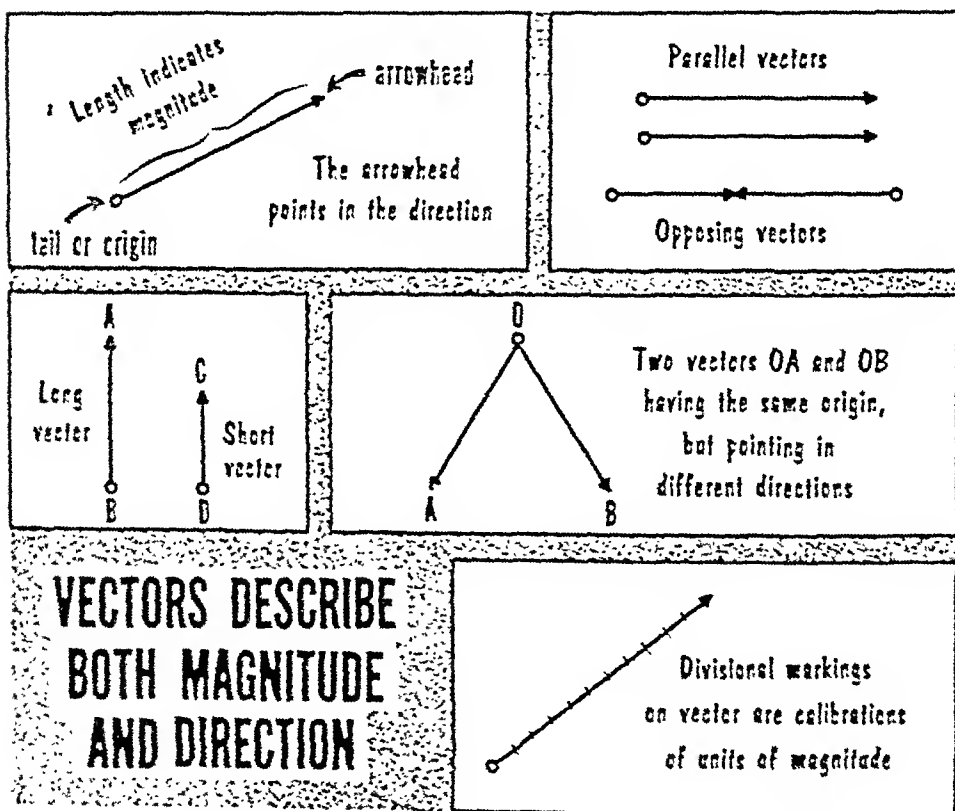 Length indicates
magnitude
arrowhead
The arrowhead
points in the direction
tail or origin
Parallel vectors
Opposing vectors
A
Long
vector
B
C
Short
vector
D
O
A
B
Two vectors OA and OB
having the same origin,
but pointing in
different directions
VECTORS DESCRIBE
BOTH MAGNITUDE
AND DIRECTION
Divisional markings
on vector are calibrations
of units of magnitude